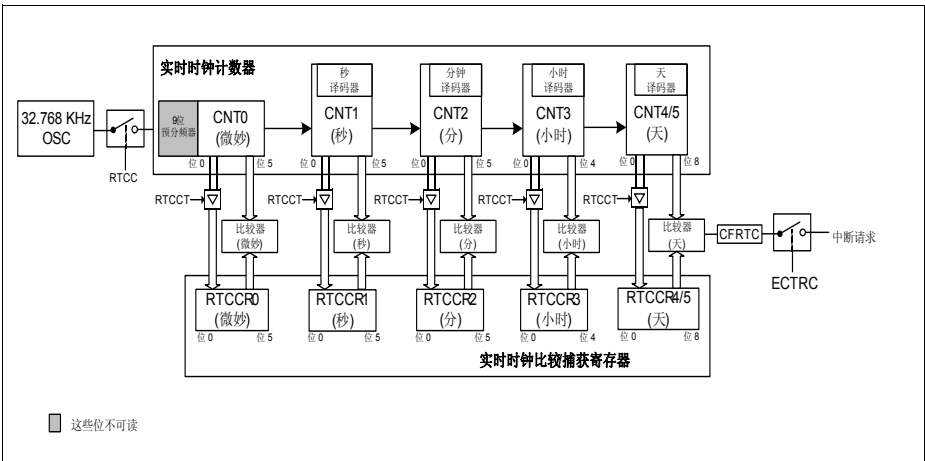 实时时钟计数器
秒
译码器
分钟
译码器
小时
译码器
天
译码器
32.768 KHz
OSC
9位
预分频器
CNT0
(微妙)
CNT1
(秒)
CNT2
(分)
CNT3
(小时)
CNT4/5
(天)
RTCC
位 0
位 5
位 0
位 5
位 0
位 5
位 0
位 4
位 0
位 8
RTCCT
RTCCT
RTCCT
RTCCT
RTCCT
比较器
(微妙)
比较器
(秒)
比较器
(分)
比较器
(小时)
比较器
(天)
CFRTC
中断请求
ECTRC
RTCCR0
(微妙)
RTCCR1
(秒)
RTCCR2
(分)
RTCCR3
(小时)
RTCCR4/5
(天)
位 0
位 5
位 0
位 5
位 0
位 5
位 0
位 4
位 0
位 8
实时时钟比较/捕获寄存器
这些位不可读